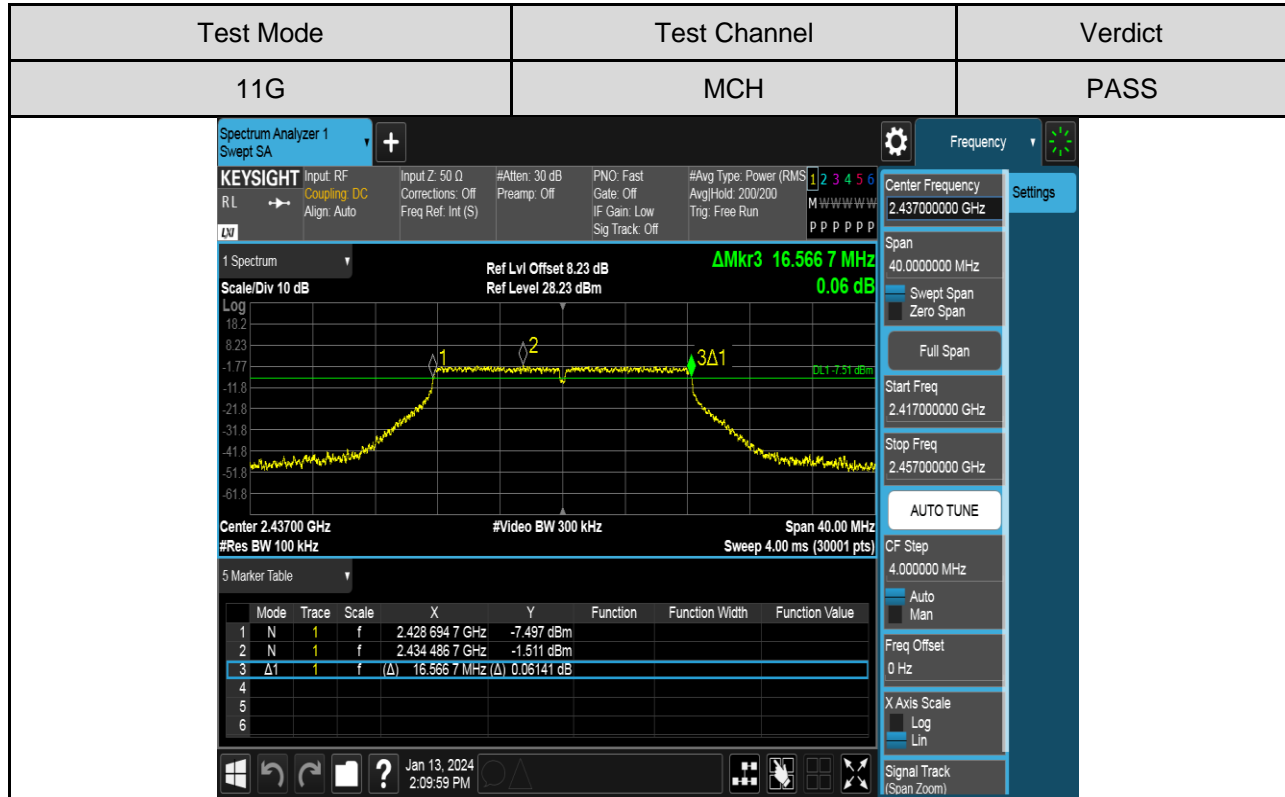 Test Mode Test Channel Verdict
11G MCH PASS
Spectrum Analyzer 1
Swept SA
+
Frequency
KEYSIGHT
RL
LXI
Input: RF
Coupling: DC
Align: Auto
Input Z: 50 Ω
Corrections: Off
Freq Ref: Int (S)
#Atten: 30 dB
Preamp: Off
PNO: Fast
Gate: Off
IF Gain: Low
Sig Track: Off
#Avg Type: Power (RMS
Avg|Hold: 200/200
Trig: Free Run
1 2 3 4 5 6
M W W W W W
P P P P P P
1 Spectrum
Scale/Div 10 dB
Ref Lvl Offset 8.23 dB
Ref Level 28.23 dBm
ΔMkr3 16.566 7 MHz
0.06 dB
Log
18.2
8.23
-1.77
-11.8
-21.8
-31.8
-41.8
-51.8
-61.8
1
2
3Δ1
DL1 -7.51 dBm
Center 2.43700 GHz #Video BW 300 kHz Span 40.00 MHz
#Res BW 100 kHz Sweep 4.00 ms (30001 pts)
5 Marker Table
Mode Trace Scale X Y Function Function Width Function Value
1 N 1 f 2.428 694 7 GHz -7.497 dBm
2 N 1 f 2.434 486 7 GHz -1.511 dBm
3 Δ1 1 f (Δ) 16.566 7 MHz (Δ) 0.06141 dB
4
5
6
?
Jan 13, 2024
2:09:59 PM
Center Frequency
2.437000000 GHz
Settings
Span
40.0000000 MHz
Swept Span
Zero Span
Full Span
Start Freq
2.417000000 GHz
Stop Freq
2.457000000 GHz
AUTO TUNE
CF Step
4.000000 MHz
Auto
Man
Freq Offset
0 Hz
X Axis Scale
Log
Lin
Signal Track
(Span Zoom)